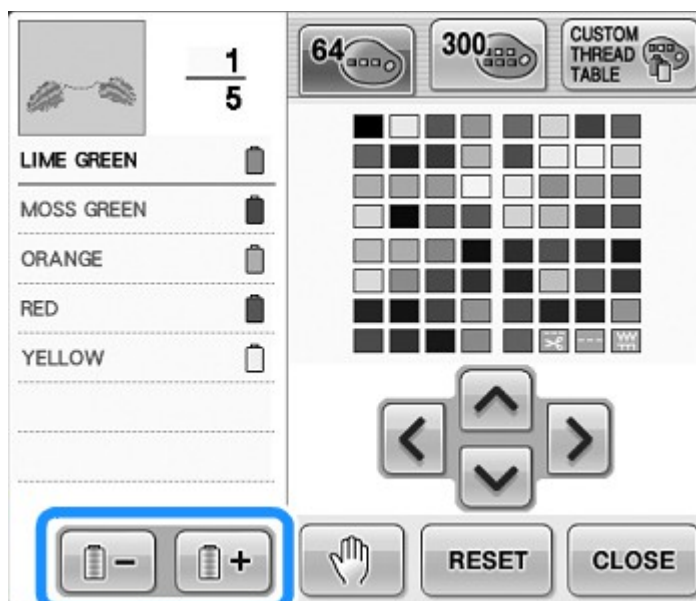 1
5
64
300
CUSTOM
THREAD
TABLE
LIME GREEN
MOSS GREEN
ORANGE
RED
YELLOW
−
+
RESET
CLOSE